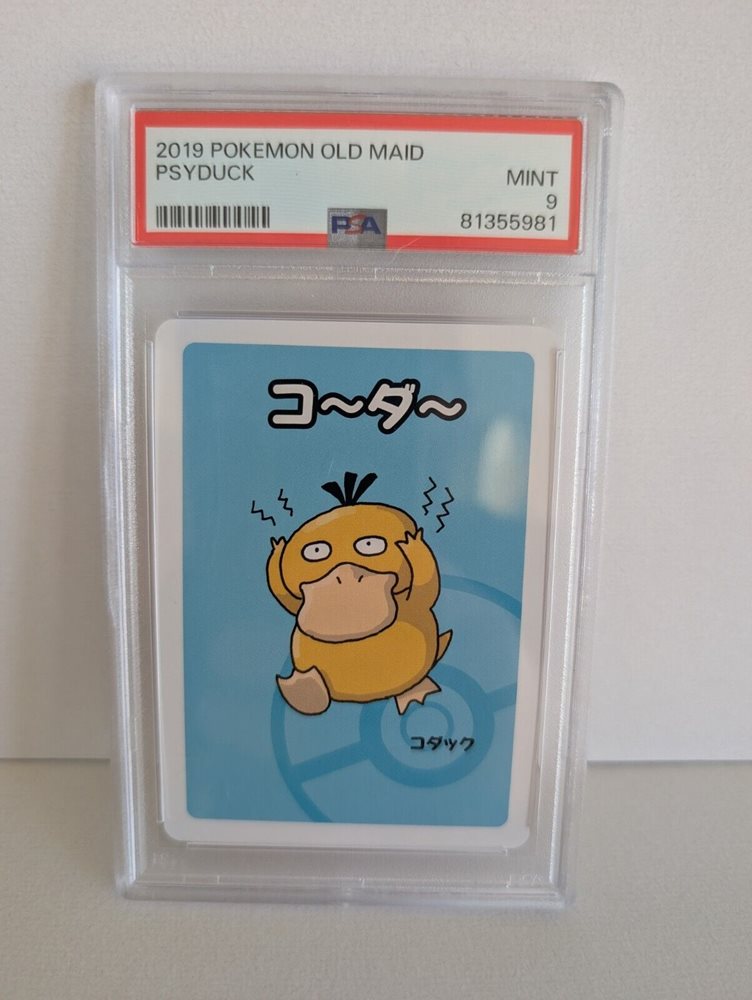 2019 POKEMON OLD MAID
PSYDUCK
MINT
9
81355981
PSA
コ〜ダ〜
コダック